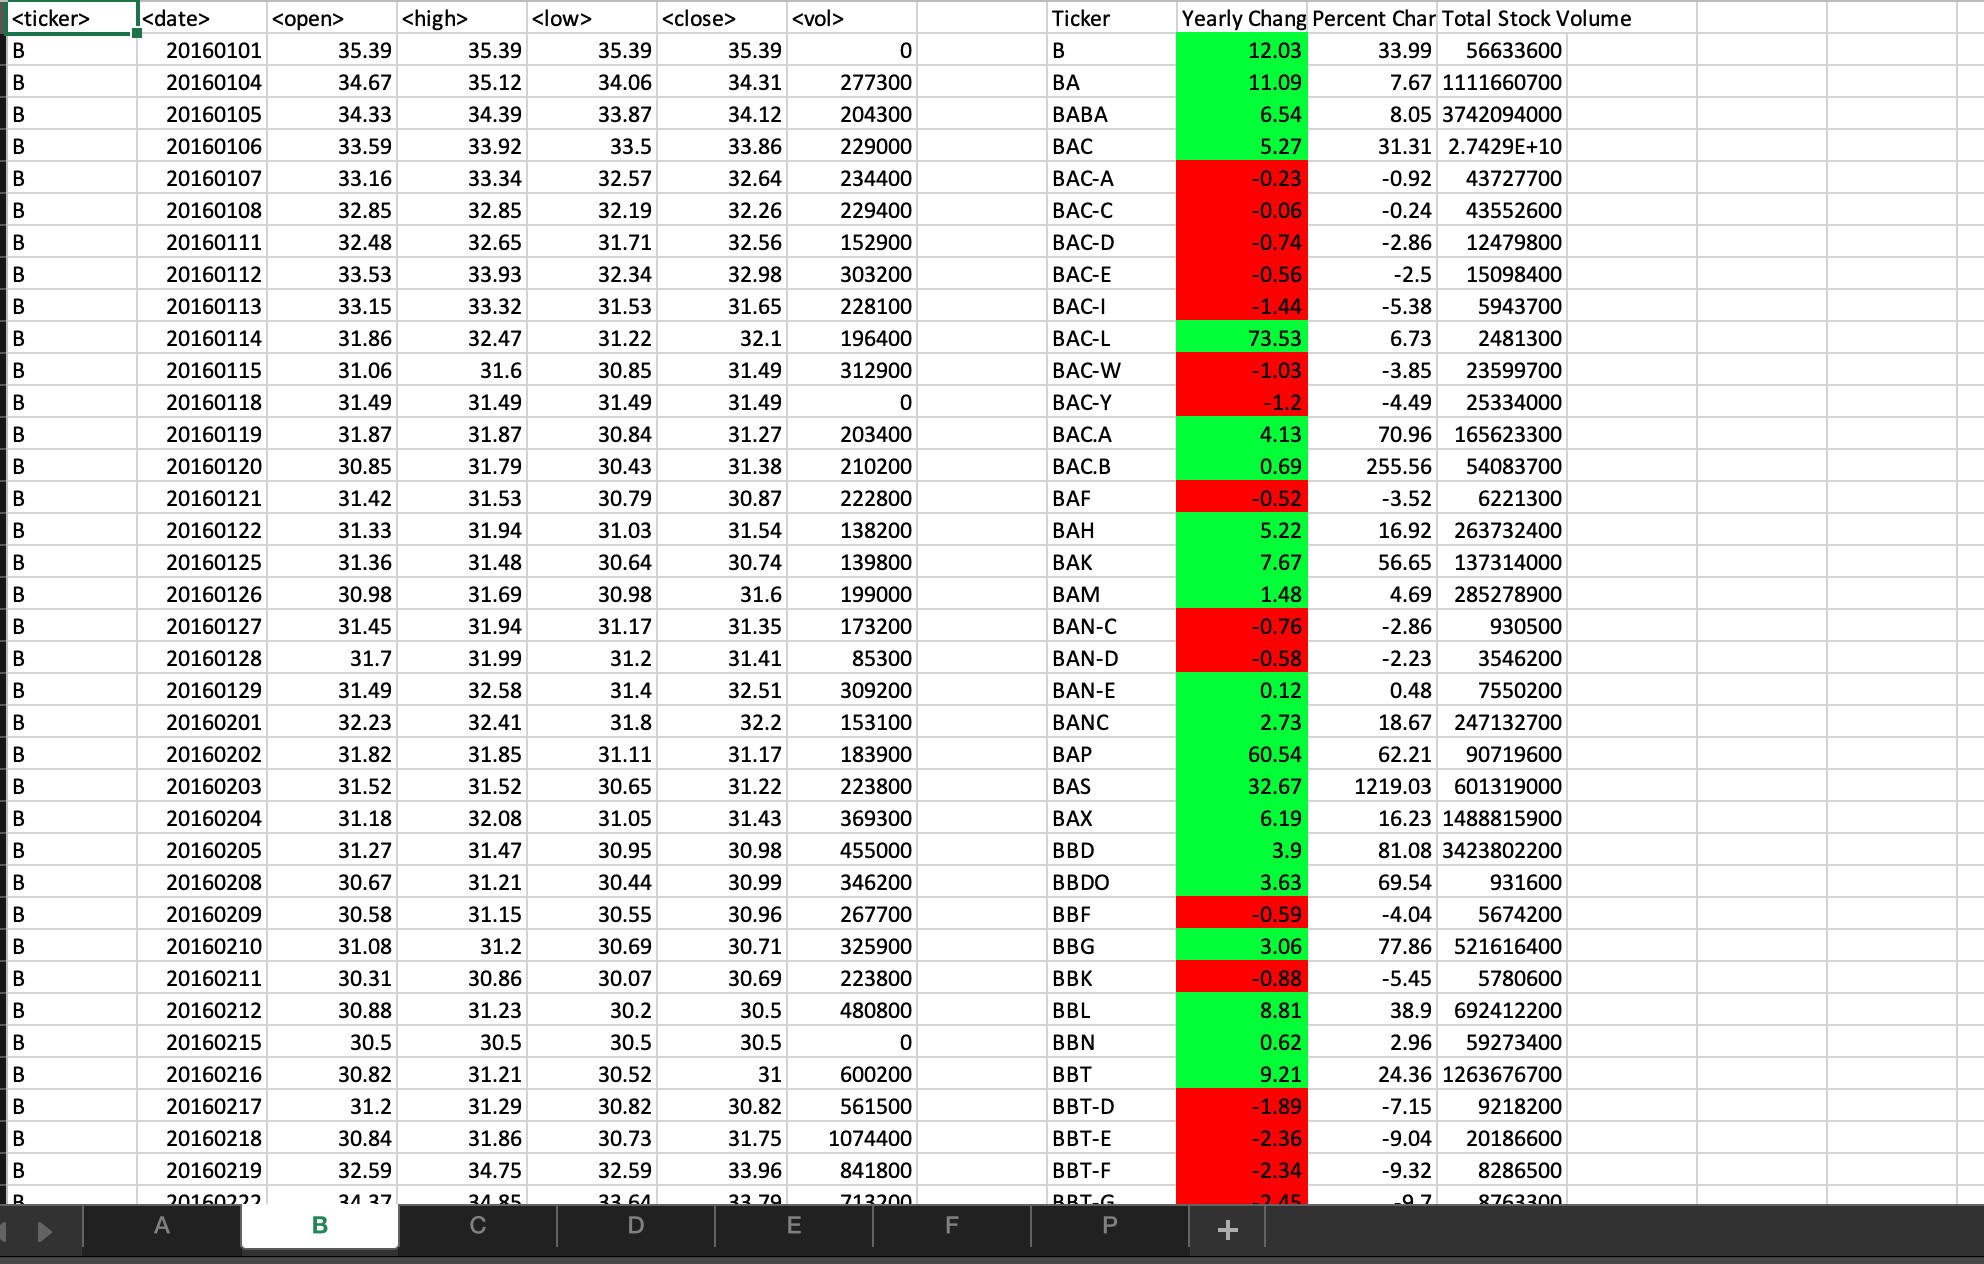 <ticker> <date> <open> <high> <low> <close> <vol> Ticker Yearly Chang Percent Char Total Stock Volume
B 20160101 35.39 35.39 35.39 35.39 0 B 12.03 33.99 56633600
B 20160104 34.67 35.12 34.06 34.31 277300 BA 11.09 7.67 1111660700
B 20160105 34.33 34.39 33.87 34.12 204300 BABA 6.54 8.05 3742094000
B 20160106 33.59 33.92 33.5 33.86 229000 BAC 5.27 31.31 2.7429E+10
B 20160107 33.16 33.34 32.57 32.64 234400 BAC-A -0.23 -0.92 43727700
B 20160108 32.85 32.85 32.19 32.26 229400 BAC-C -0.06 -0.24 43552600
B 20160111 32.48 32.65 31.71 32.56 152900 BAC-D -0.74 -2.86 12479800
B 20160112 33.53 33.93 32.34 32.98 303200 BAC-E -0.56 -2.5 15098400
B 20160113 33.15 33.32 31.53 31.65 228100 BAC-I -1.44 -5.38 5943700
B 20160114 31.86 32.47 31.22 32.1 196400 BAC-L 73.53 6.73 2481300
B 20160115 31.06 31.6 30.85 31.49 312900 BAC-W -1.03 -3.85 23599700
B 20160118 31.49 31.49 31.49 31.49 0 BAC-Y -1.2 -4.49 25334000
B 20160119 31.87 31.87 30.84 31.27 203400 BAC.A 4.13 70.96 165623300
B 20160120 30.85 31.79 30.43 31.38 210200 BAC.B 0.69 255.56 54083700
B 20160121 31.42 31.53 30.79 30.87 222800 BAF -0.52 -3.52 6221300
B 20160122 31.33 31.94 31.03 31.54 138200 BAH 5.22 16.92 263732400
B 20160125 31.36 31.48 30.64 30.74 139800 BAK 7.67 56.65 137314000
B 20160126 30.98 31.69 30.98 31.6 199000 BAM 1.48 4.69 285278900
B 20160127 31.45 31.94 31.17 31.35 173200 BAN-C -0.76 -2.86 930500
B 20160128 31.7 31.99 31.2 31.41 85300 BAN-D -0.58 -2.23 3546200
B 20160129 31.49 32.58 31.4 32.51 309200 BAN-E 0.12 0.48 7550200
B 20160201 32.23 32.41 31.8 32.2 153100 BANC 2.73 18.67 247132700
B 20160202 31.82 31.85 31.11 31.17 183900 BAP 60.54 62.21 90719600
B 20160203 31.52 31.52 30.65 31.22 223800 BAS 32.67 1219.03 601319000
B 20160204 31.18 32.08 31.05 31.43 369300 BAX 6.19 16.23 1488815900
B 20160205 31.27 31.47 30.95 30.98 455000 BBD 3.9 81.08 3423802200
B 20160208 30.67 31.21 30.44 30.99 346200 BBDO 3.63 69.54 931600
B 20160209 30.58 31.15 30.55 30.96 267700 BBF -0.59 -4.04 5674200
B 20160210 31.08 31.2 30.69 30.71 325900 BBG 3.06 77.86 521616400
B 20160211 30.31 30.86 30.07 30.69 223800 BBK -0.88 -5.45 5780600
B 20160212 30.88 31.23 30.2 30.5 480800 BBL 8.81 38.9 692412200
B 20160215 30.5 30.5 30.5 30.5 0 BBN 0.62 2.96 59273400
B 20160216 30.82 31.21 30.52 31 600200 BBT 9.21 24.36 1263676700
B 20160217 31.2 31.29 30.82 30.82 561500 BBT-D -1.89 -7.15 9218200
B 20160218 30.84 31.86 30.73 31.75 1074400 BBT-E -2.36 -9.04 20186600
B 20160219 32.59 34.75 32.59 33.96 841800 BBT-F -2.34 -9.32 8286500
B 20160222 34.37 34.85 33.64 33.79 713200 BBT-G -2.45 -9.7 8763300
A B C D E F P +